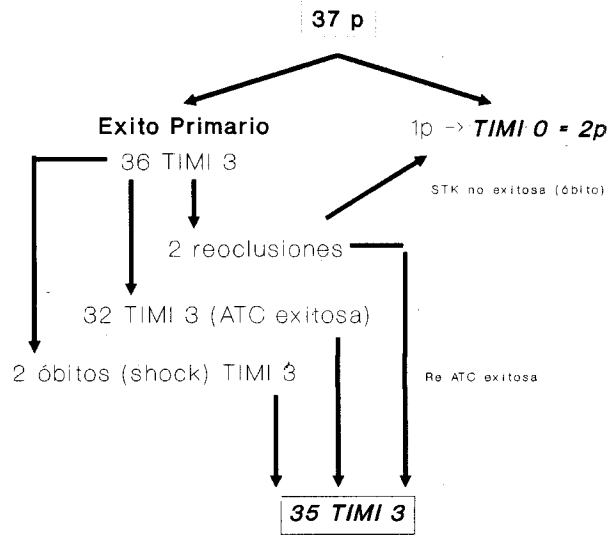 37 p
Exito Primario
1p -> TIMI 0 = 2p
36 TIMI 3
STK no exitosa (óbito)
2 reoclusiones
32 TIMI 3 (ATC exitosa)
2 óbitos (shock) TIMI 3
Re ATC exitosa
35 TIMI 3